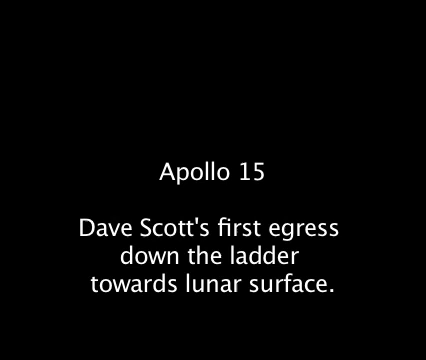 Apollo 15
Dave Scott's first egress
down the ladder
towards lunar surface.